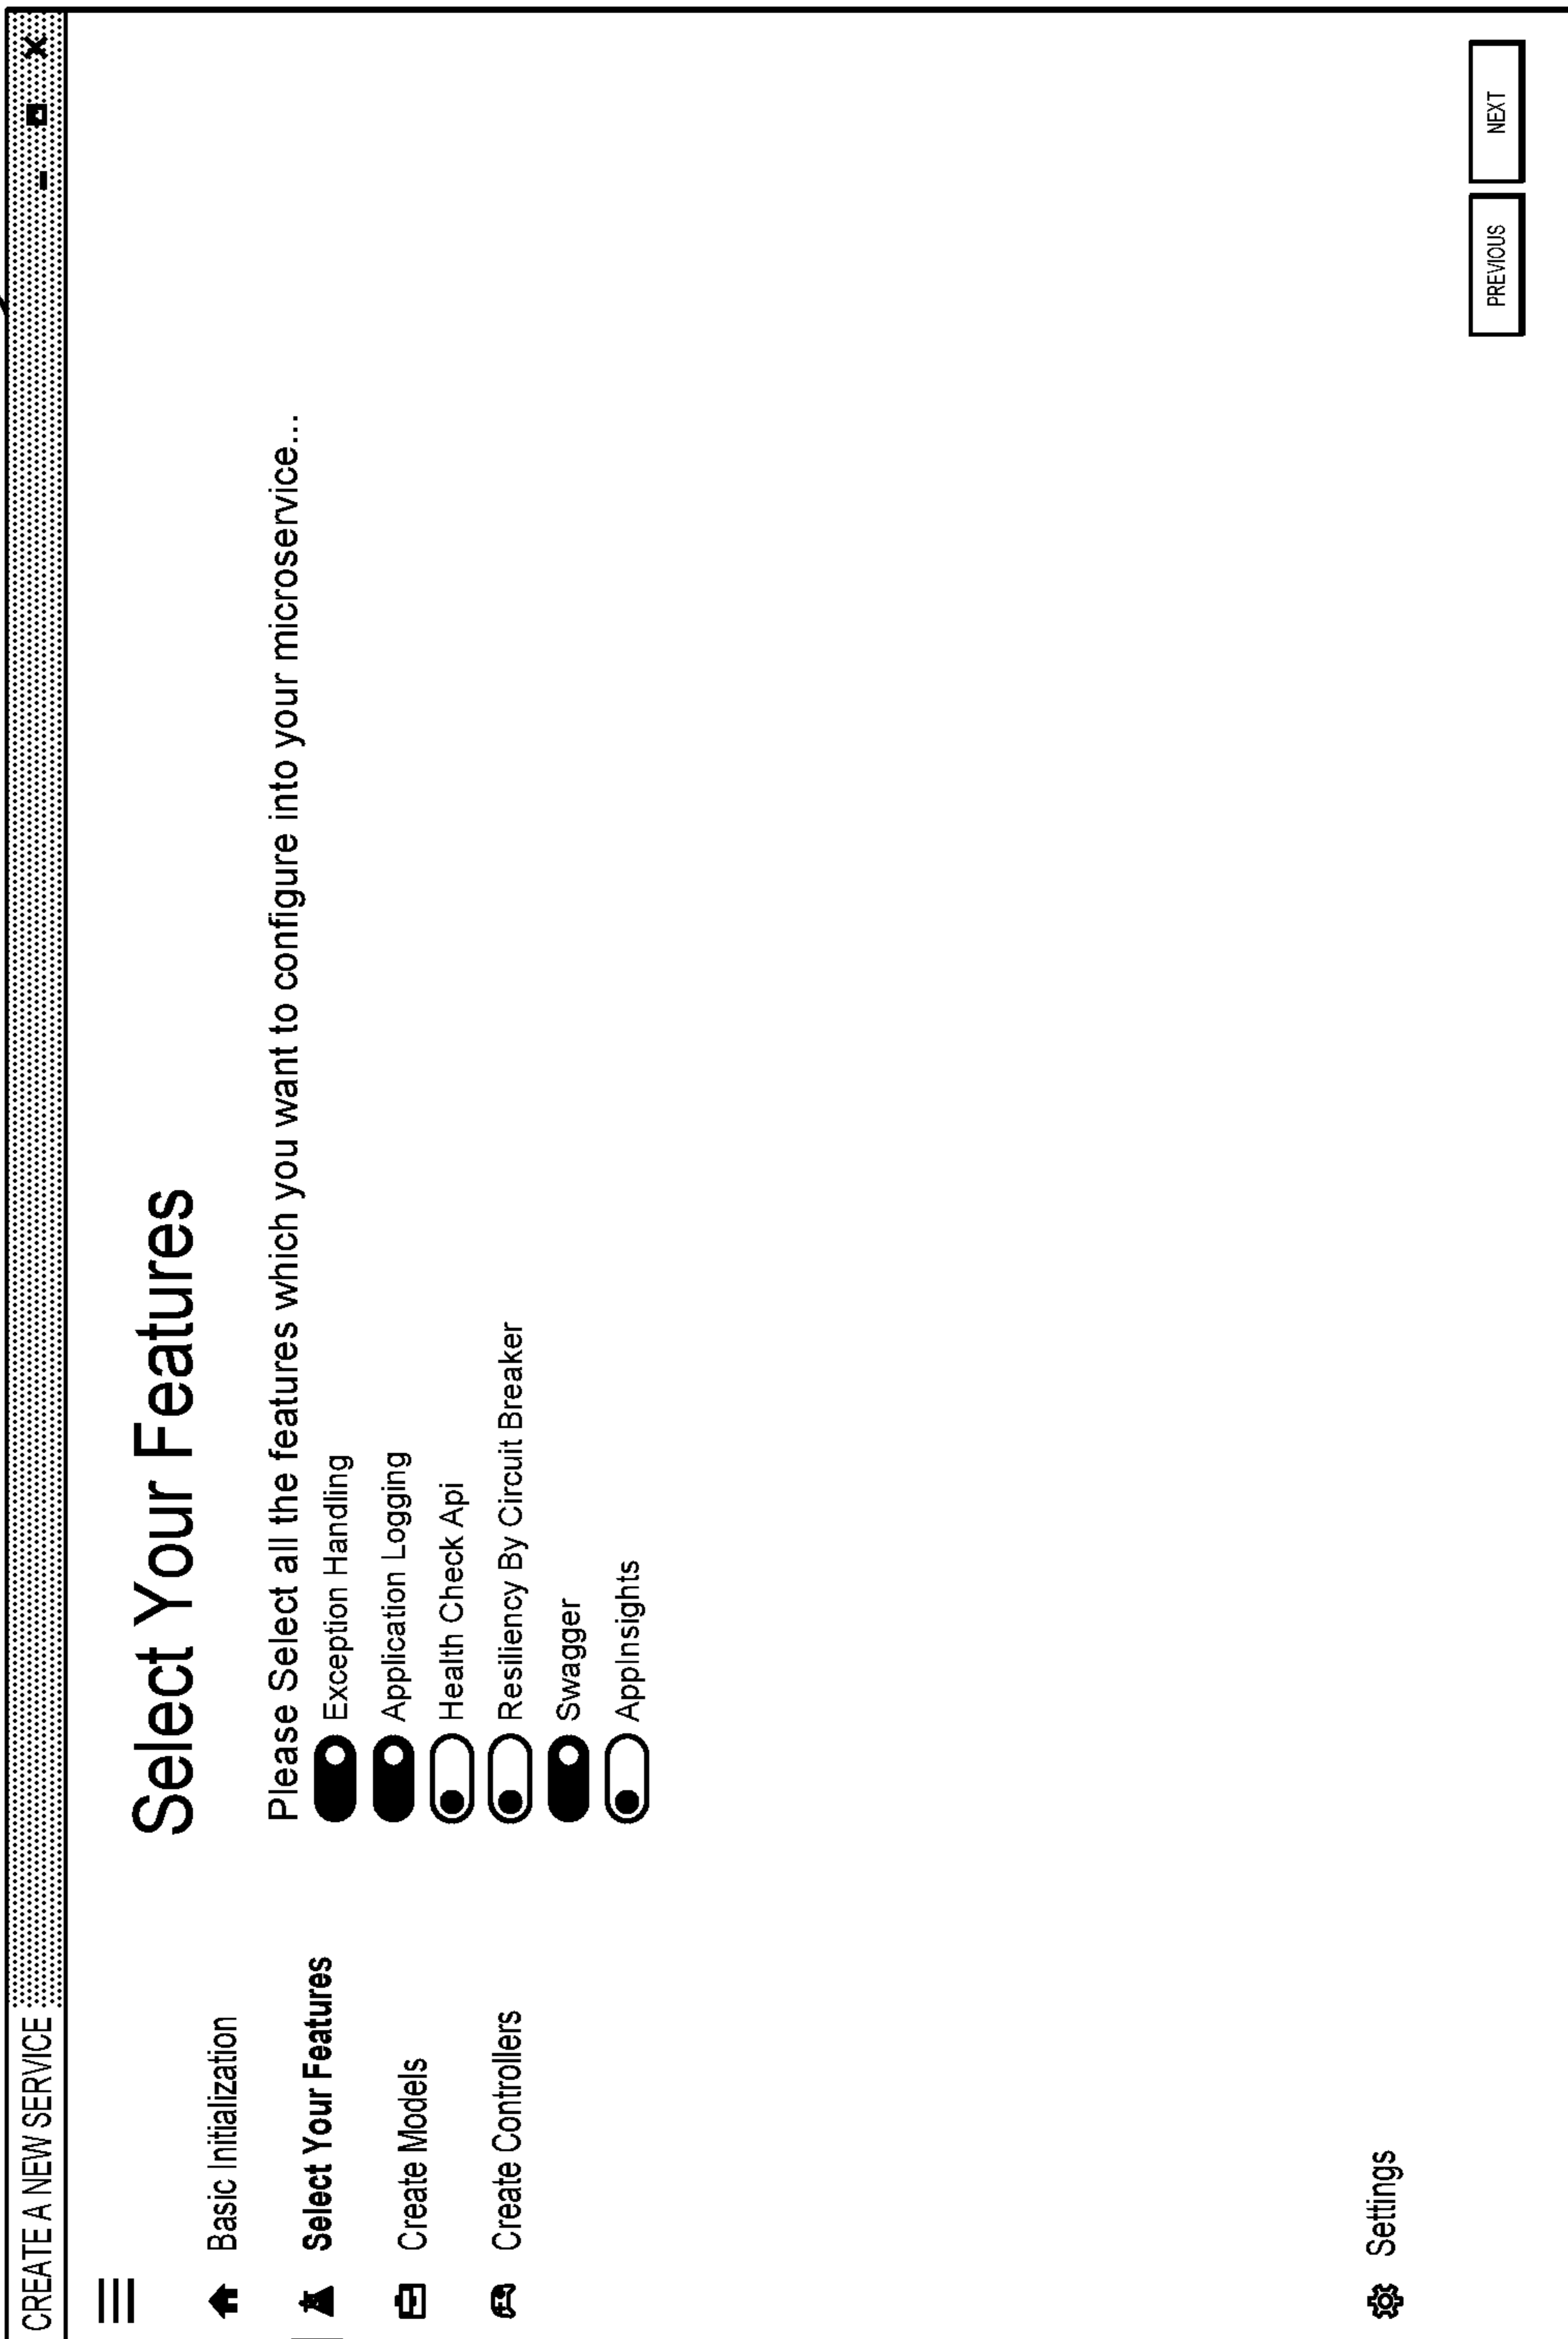 CREATE A NEW SERVICE
Basic Initialization
Select Your Features
Create Models
Create Controllers
Settings
Select Your Features
Please Select all the features which you want to configure into your microservice...
Exception Handling
Application Logging
Health Check Api
Resiliency By Circuit Breaker
Swagger
AppInsights
PREVIOUS
NEXT